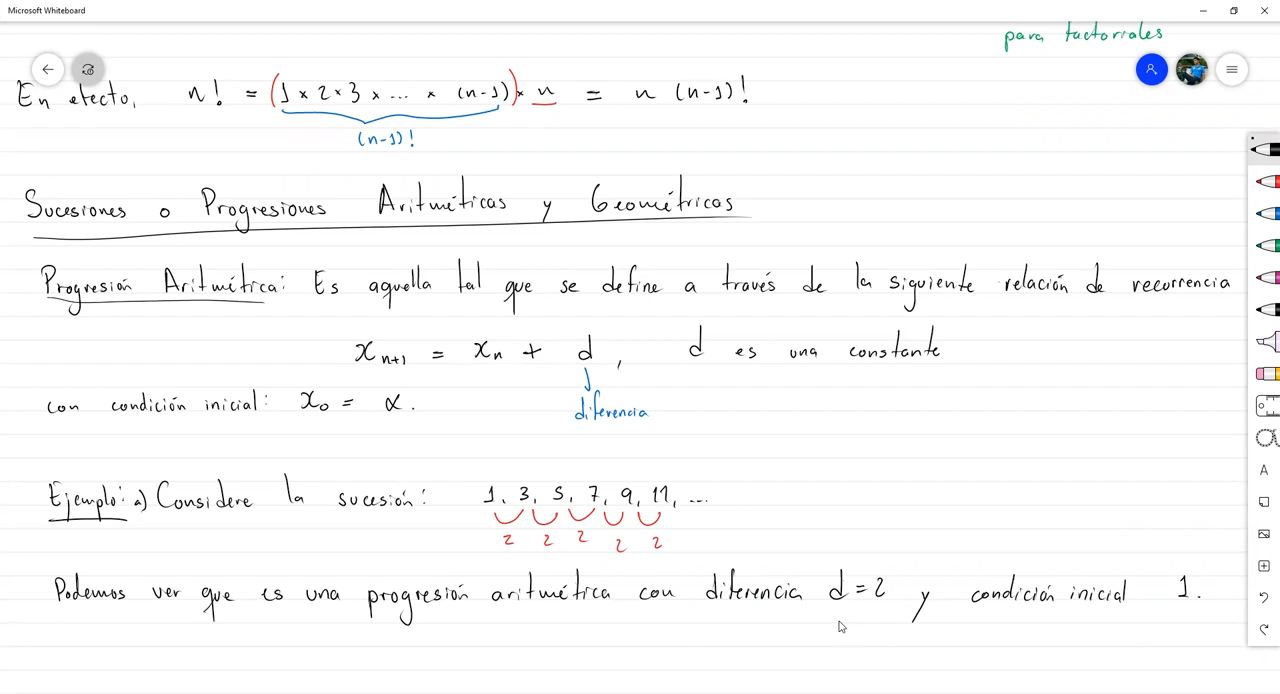 Microsoft Whiteboard
para factoriales
En efecto, n! = (1 × 2 × 3 × ... × (n-1)) × n = n (n-1)!
(n-1)!
Sucesiones o Progresiones Aritméticas y Geométricas
Progresión Aritmética: Es aquella tal que se define a través de la siguiente relación de recurrencia
x_{n+1} = x_n + d, d es una constante
con condición inicial: x_0 = α.
diferencia
Ejemplo: a) Considere la sucesión: 1, 3, 5, 7, 9, 11, ...
2 2 2 2 2
Podemos ver que es una progresión aritmética con diferencia d = 2 y condición inicial 1.